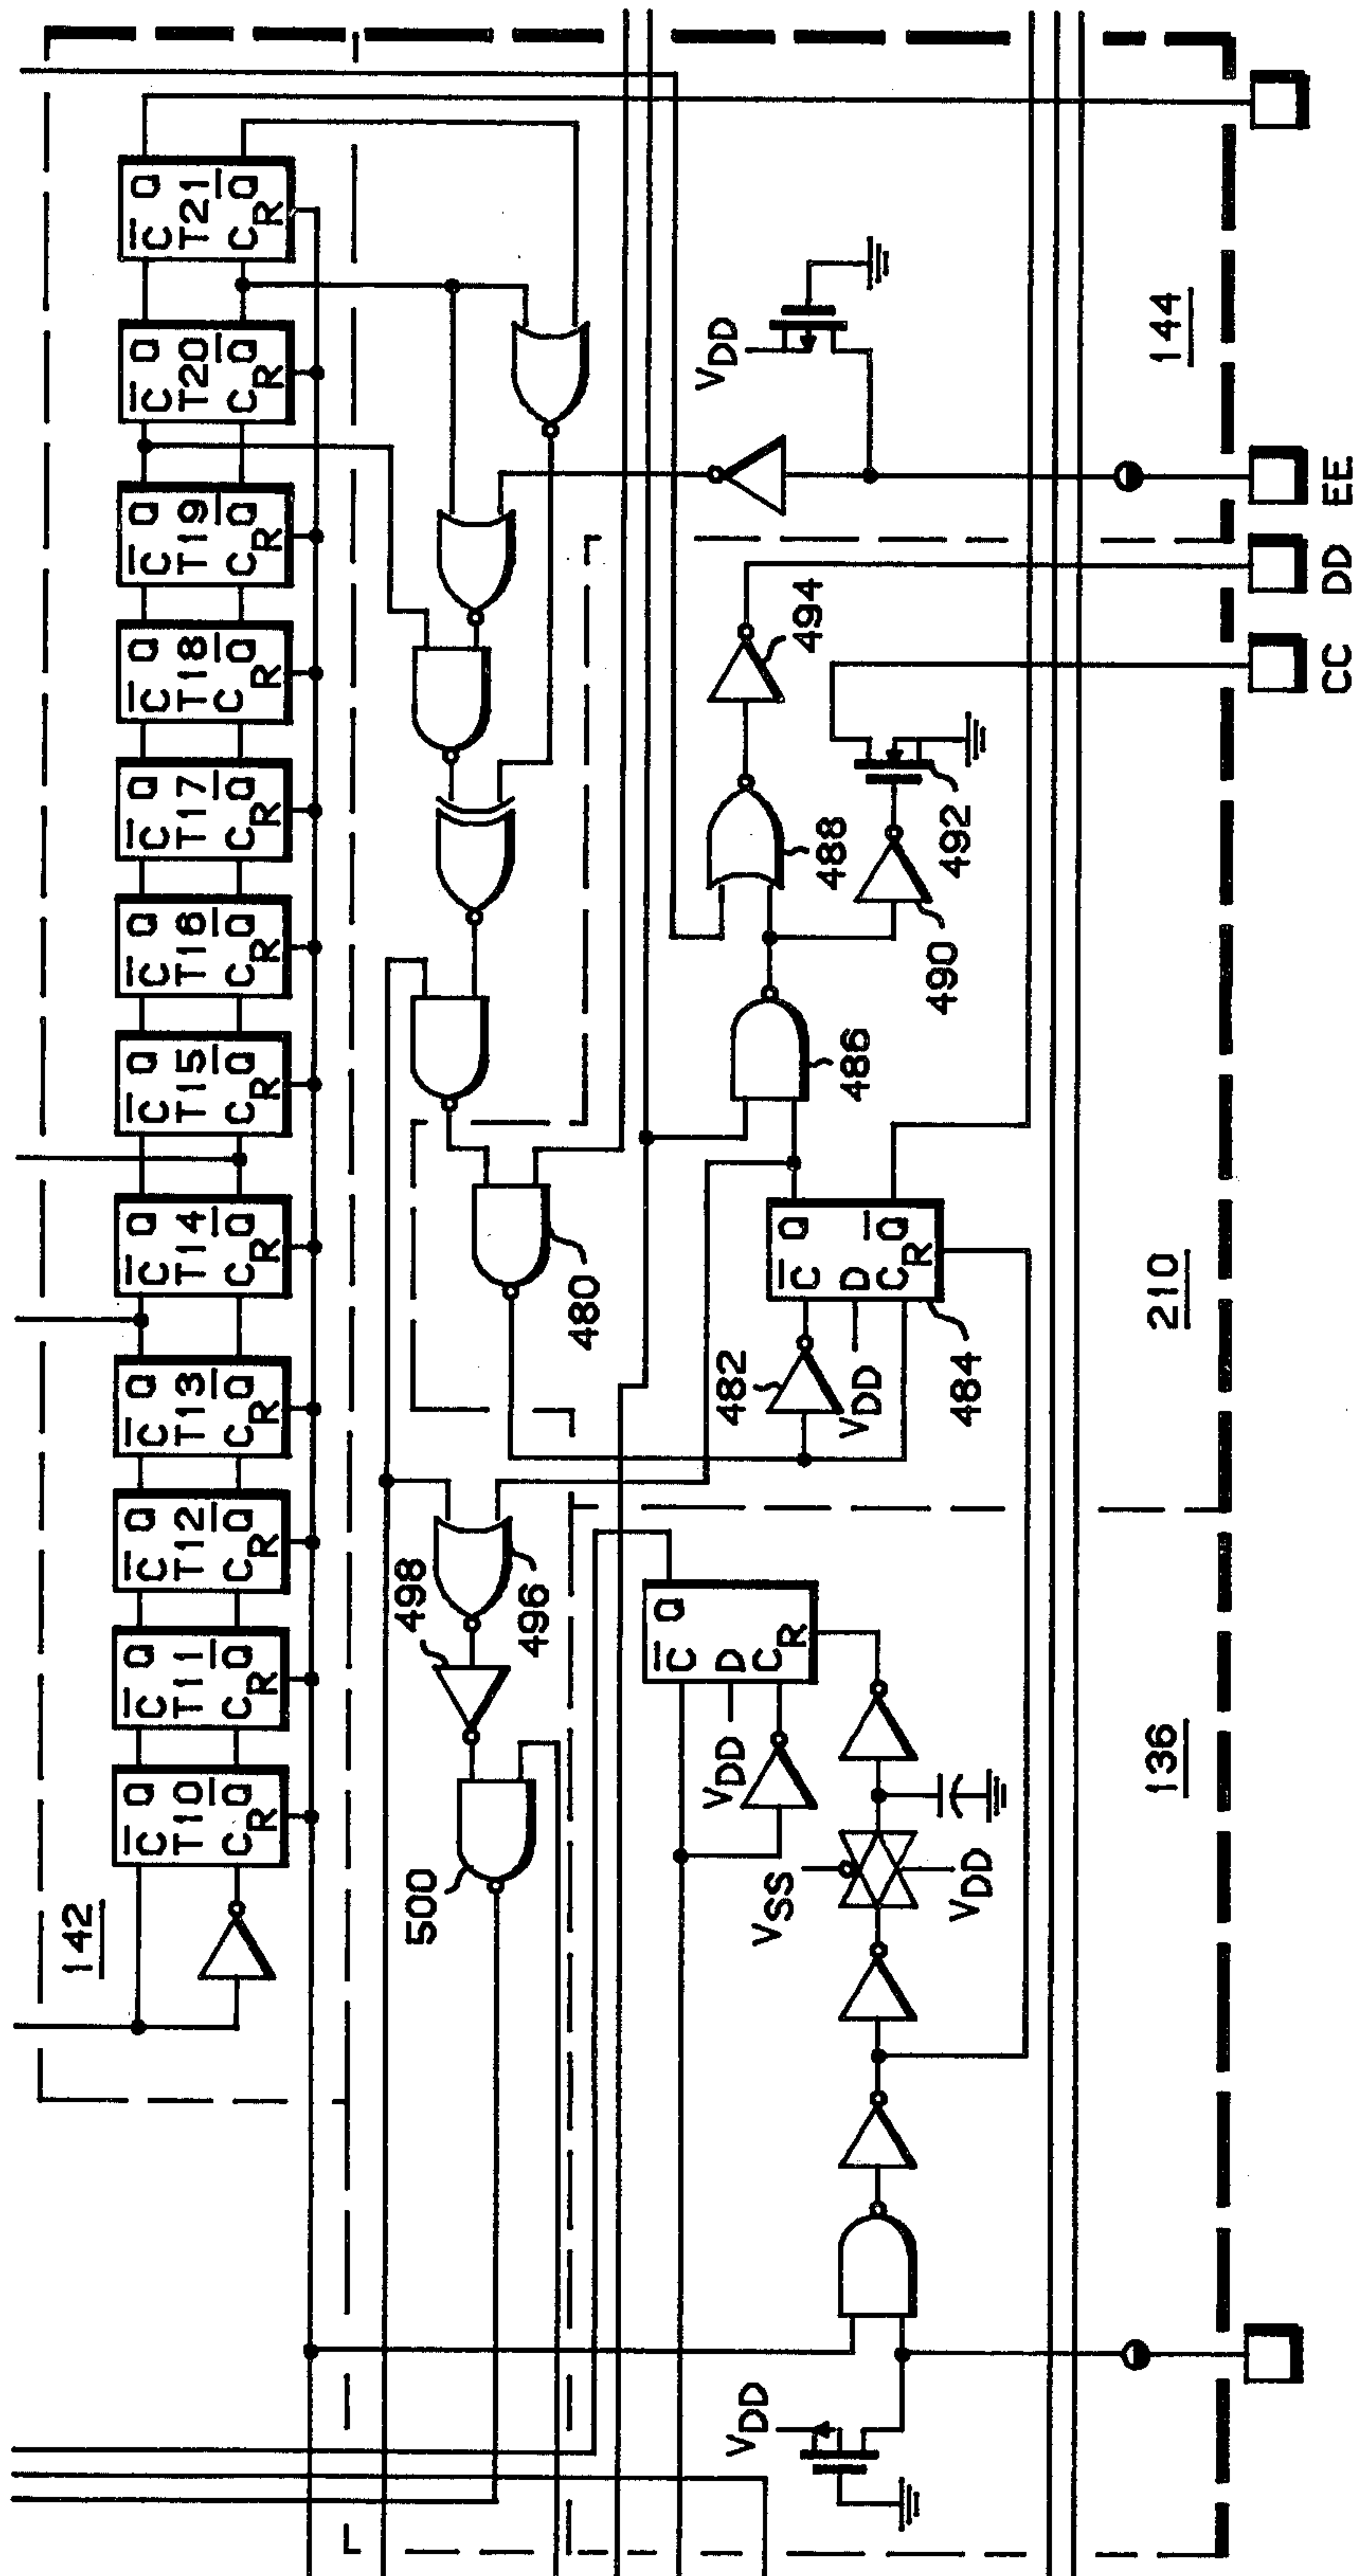 142
C̅ Q T10 C Q̅ R
C̅ Q T11 C Q̅ R
C̅ Q T12 C Q̅ R
C̅ Q T13 C Q̅ R
C̅ Q T14 C Q̅ R
C̅ Q T15 C Q̅ R
C̅ Q T16 C Q̅ R
C̅ Q T17 C Q̅ R
C̅ Q T18 C Q̅ R
C̅ Q T19 C Q̅ R
C̅ Q T20 C Q̅ R
C̅ Q T21 C Q̅ R
500
498
496
480
VDD
144
494
488
492
490
486
482
VDD
C̅ Q D C Q̅ R
484
210
C̅ Q D C R
VDD
VSS
VDD
136
VDD
CC
DD
EE